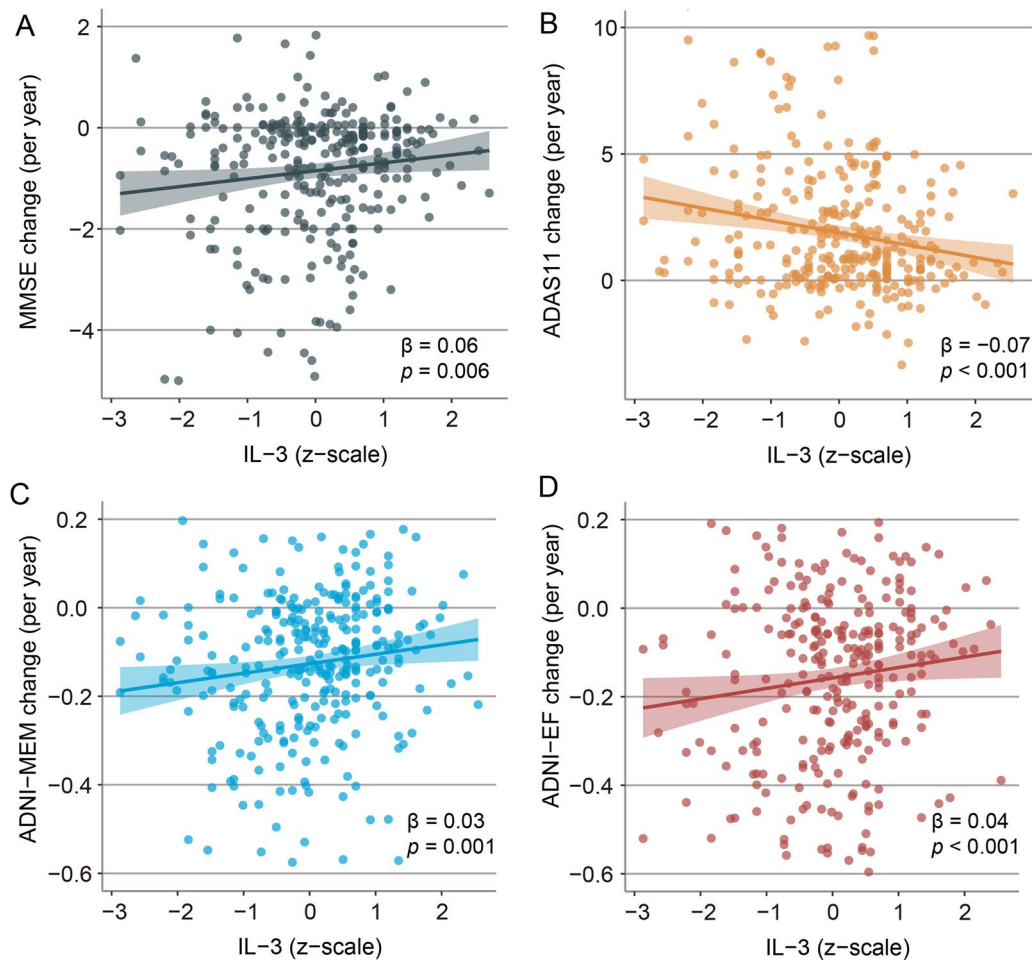 A
MMSE change (per year)
2
0
−2
−4
β = 0.06
p = 0.006
−3 −2 −1 0 1 2
IL−3 (z−scale)
B
ADAS11 change (per year)
10
5
0
β = −0.07
p < 0.001
−3 −2 −1 0 1 2
IL−3 (z−scale)
C
ADNI−MEM change (per year)
0.2
0.0
−0.2
−0.4
−0.6
β = 0.03
p = 0.001
−3 −2 −1 0 1 2
IL−3 (z−scale)
D
ADNI−EF change (per year)
0.2
0.0
−0.2
−0.4
−0.6
β = 0.04
p < 0.001
−3 −2 −1 0 1 2
IL−3 (z−scale)